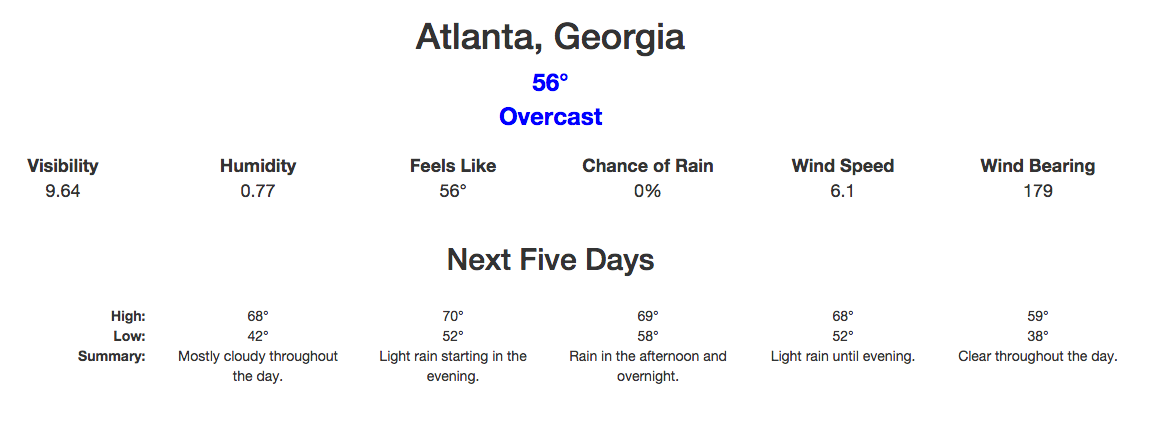 Atlanta, Georgia
56°
Overcast
Visibility Humidity Feels Like Chance of Rain Wind Speed Wind Bearing
9.64 0.77 56° 0% 6.1 179
Next Five Days
High: 68° 70° 69° 68° 59°
Low: 42° 52° 58° 52° 38°
Summary: Mostly cloudy throughout Light rain starting in the Rain in the afternoon and Light rain until evening. Clear throughout the day.
the day. evening. overnight.